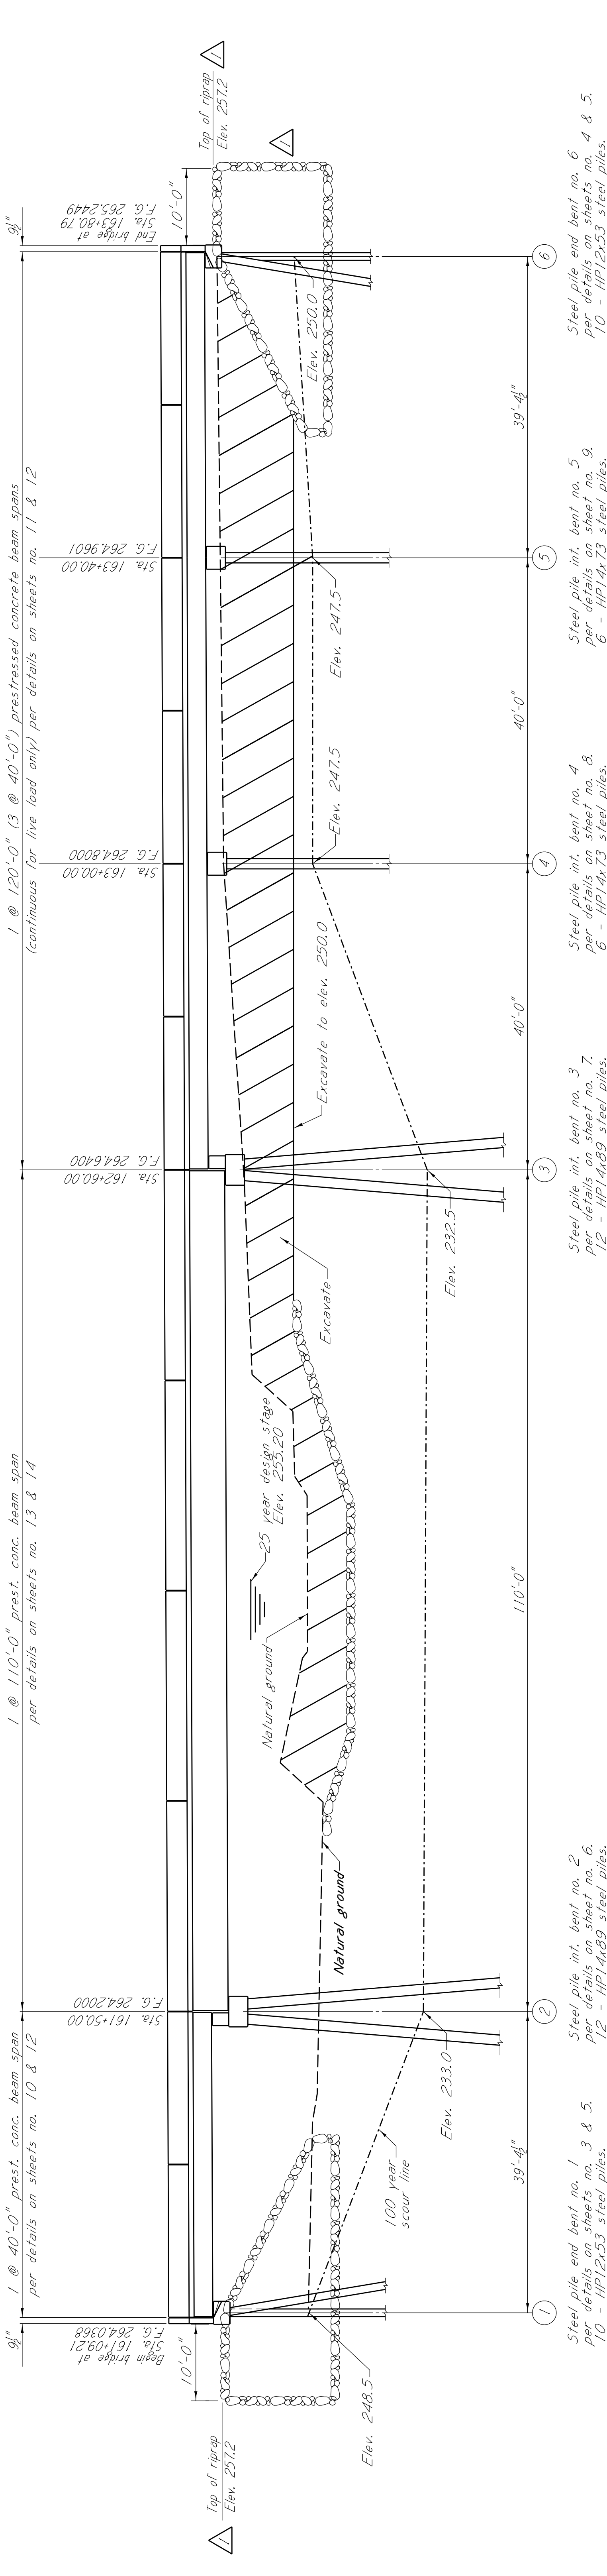 9½"
1 @ 40'-0" prest. conc. beam span
per details on sheets no. 10 & 12
1 @ 110'-0" prest. conc. beam span
per details on sheets no. 13 & 14
1 @ 120'-0" (3 @ 40'-0") prestressed concrete beam spans
(continuous for live load only) per details on sheets no. 11 & 12
9½"
Begin bridge at
Sta. 161+09.21
F.G. 264.0368
Sta. 161+50.00
F.G. 264.2000
Sta. 162+60.00
F.G. 264.6400
Sta. 163+00.00
F.G. 264.8000
Sta. 163+40.00
F.G. 264.9601
End bridge at
Sta. 163+80.79
F.G. 265.2449
10'-0"
10'-0"
1
Top of riprap
Elev. 257.2
Top of riprap
Elev. 257.2
1
1
25 year design stage
Elev. 255.20
Natural ground
Natural ground
Excavate
Excavate to elev. 250.0
Elev. 248.5
100 year
scour line
Elev. 233.0
Elev. 232.5
Elev. 247.5
Elev. 247.5
Elev. 250.0
39'-4½"
110'-0"
40'-0"
40'-0"
39'-4½"
1
2
3
4
5
6
Steel pile end bent no. 1
per details on sheets no. 3 & 5.
10 - HP12x53 steel piles.
Steel pile int. bent no. 2
per details on sheet no. 6.
12 - HP14x89 steel piles.
Steel pile int. bent no. 3
per details on sheet no. 7.
12 - HP14x89 steel piles.
Steel pile int. bent no. 4
per details on sheet no. 8.
6 - HP14x73 steel piles.
Steel pile int. bent no. 5
per details on sheet no. 9.
6 - HP14x73 steel piles.
Steel pile end bent no. 6
per details on sheets no. 4 & 5.
10 - HP12x53 steel piles.